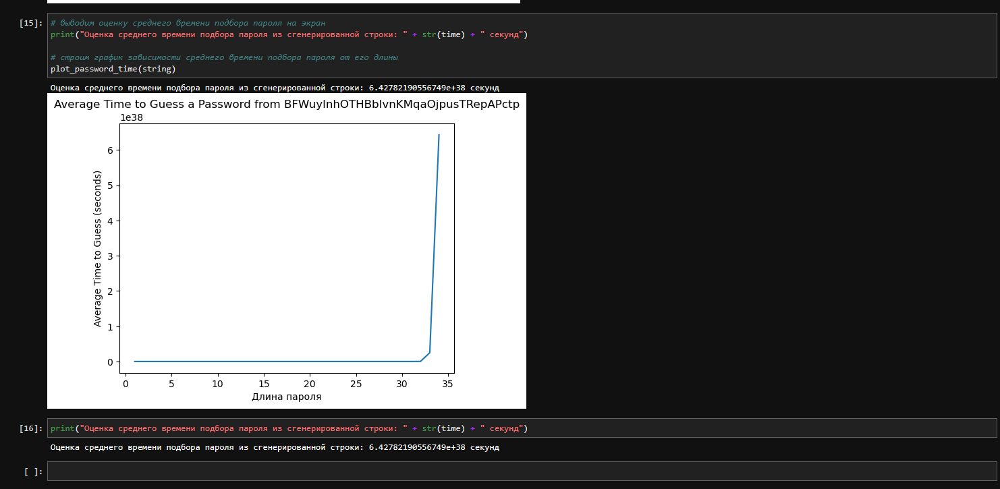 [15]:
# выводим оценку среднего времени подбора пароля на экран
print("Оценка среднего времени подбора пароля из сгенерированной строки: " + str(time) + " секунд")
# строим график зависимости среднего времени подбора пароля от его длины
plot_password_time(string)
Оценка среднего времени подбора пароля из сгенерированной строки: 6.42782190556749e+38 секунд
Average Time to Guess a Password from BFWuylnhOTHBblvnKMqaOjpusTRepAPctp
1e38
6
5
4
3
2
1
0
Average Time to Guess (seconds)
0 5 10 15 20 25 30 35
Длина пароля
[16]:
print("Оценка среднего времени подбора пароля из сгенерированной строки: " + str(time) + " секунд")
Оценка среднего времени подбора пароля из сгенерированной строки: 6.42782190556749e+38 секунд
[ ]: